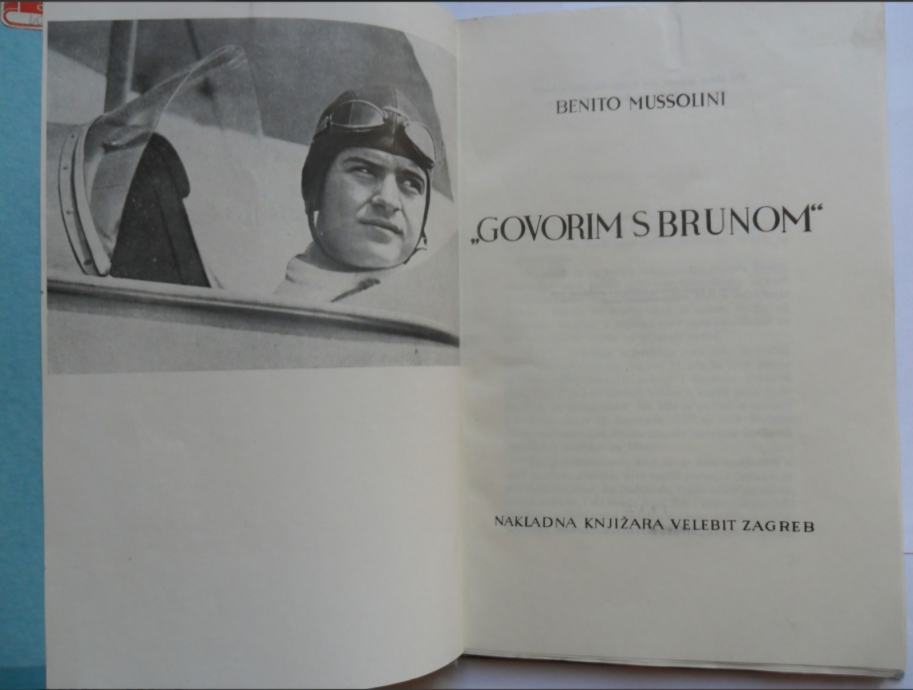 BENITO MUSSOLINI
„GOVORIM S BRUNOM“
NAKLADNA KNJIŽARA VELEBIT ZAGREB